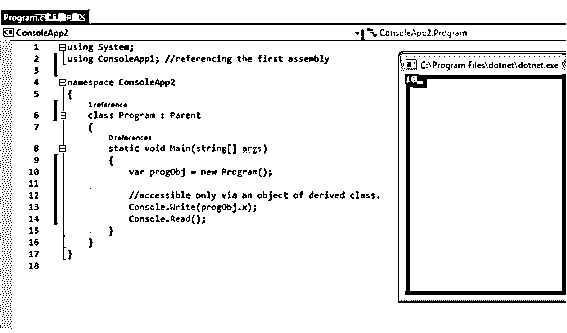 Program.cs
ConsoleApp2
ConsoleApp2.Program
1 using System;
2 using ConsoleApp1; //referencing the first assembly
3
4 namespace ConsoleApp2
5 {
1 reference
6 class Program : Parent
7 {
0 references
8 static void Main(string[] args)
9 {
10 var progObj = new Program();
11
12 //accessible only via an object of derived class.
13 Console.Write(progObj.x);
14 Console.Read();
15 }
16 }
17 }
18
C:\Program Files\dotnet\dotnet.exe
10